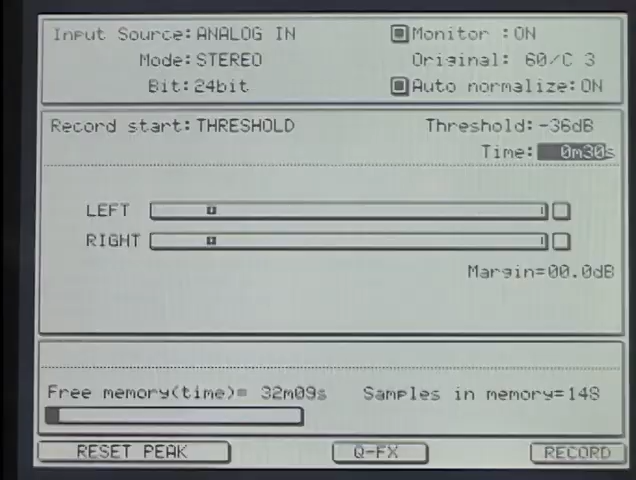 Input Source:ANALOG IN
Monitor :ON
Mode:STEREO
Original: 60/C 3
Bit:24bit
Auto normalize:ON
Record start:THRESHOLD
Threshold:-36dB
Time: 0m30s
LEFT
RIGHT
Margin=00.0dB
Free memory(time)= 32m09s
Samples in memory=148
RESET PEAK
Q-FX
RECORD